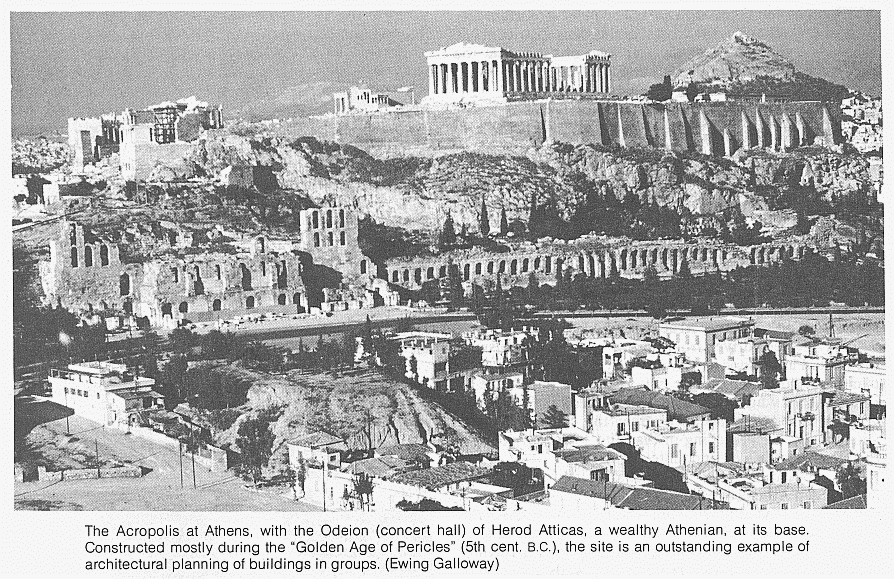 The Acropolis at Athens, with the Odeion (concert hall) of Herod Atticas, a wealthy Athenian, at its base.
Constructed mostly during the "Golden Age of Pericles" (5th cent. B.C.), the site is an outstanding example of
architectural planning of buildings in groups. (Ewing Galloway)